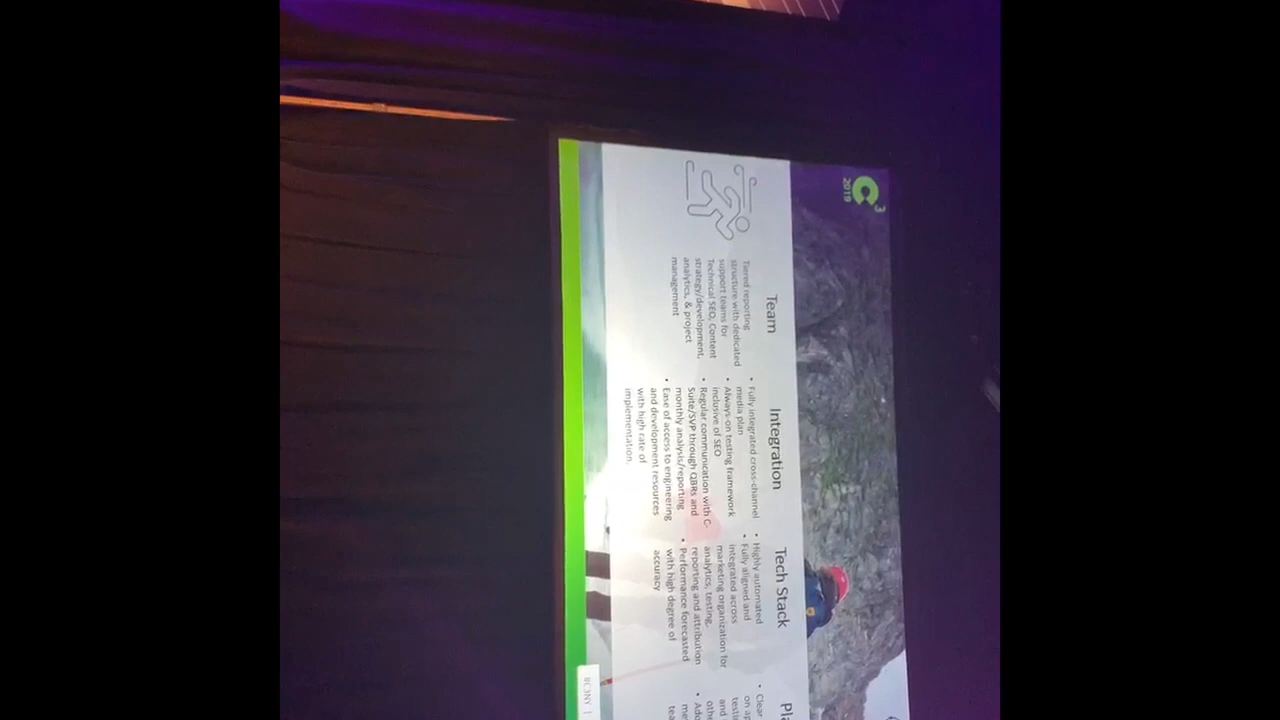 C3
2019
Team
Tiered reporting
structure with dedicated
support teams for
Technical SEO, Content
strategy/development,
analytics, & project
management
Integration
• Fully integrated cross-channel
media plan
• Always-on testing framework
inclusive of SEO
• Regular communication with C-
Suite/SVP through QBRs and
monthly analysis/reporting
• Ease of access to engineering
and development resources
with high rate of
implementation.
Tech Stack
• Highly automated
• Fully aligned and
integrated across
marketing organization for
analytics, testing,
reporting and attribution
• Performance forecasted
with high degree of
accuracy
• Clear
and
#C3NY |